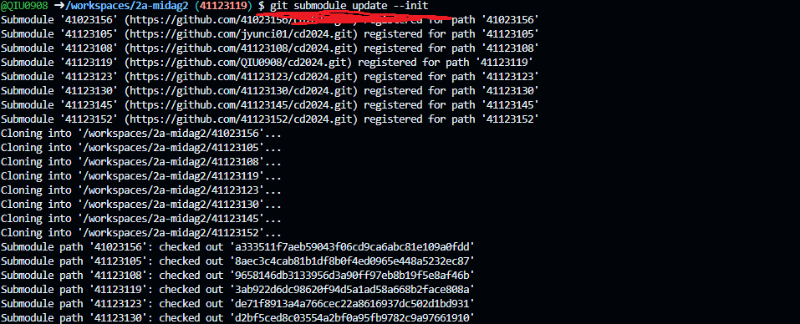 @QIU0908 ➜/workspaces/2a-midag2 (41123119) $ git submodule update --init
Submodule '41023156' (https://github.com/41023156/ path '41023156'
Submodule '41123105' (https://github.com/jyunci01/cd2024.git) registered for path '41123105'
Submodule '41123108' (https://github.com/41123108/cd2024.git) registered for path '41123108'
Submodule '41123119' (https://github.com/QIU0908/cd2024.git) registered for path '41123119'
Submodule '41123123' (https://github.com/41123123/cd2024.git) registered for path '41123123'
Submodule '41123130' (https://github.com/41123130/cd2024.git) registered for path '41123130'
Submodule '41123145' (https://github.com/41123145/cd2024.git) registered for path '41123145'
Submodule '41123152' (https://github.com/41123152/cd2024.git) registered for path '41123152'
Cloning into '/workspaces/2a-midag2/41023156'...
Cloning into '/workspaces/2a-midag2/41123105'...
Cloning into '/workspaces/2a-midag2/41123108'...
Cloning into '/workspaces/2a-midag2/41123119'...
Cloning into '/workspaces/2a-midag2/41123123'...
Cloning into '/workspaces/2a-midag2/41123130'...
Cloning into '/workspaces/2a-midag2/41123145'...
Cloning into '/workspaces/2a-midag2/41123152'...
Submodule path '41023156': checked out 'a333511f7aeb59043f06cd9ca6abc81e109a0fdd'
Submodule path '41123105': checked out '8aec3c4cab81b1df8b0f4ed0965e448a5232ec87'
Submodule path '41123108': checked out '9658146db3133956d3a90ff97eb8b19f5e8af46b'
Submodule path '41123119': checked out '3ab922d6dc98620f94d5a1ad58a668b2face808a'
Submodule path '41123123': checked out 'de71f8913a4a766cec22a8616937dc502d1bd931'
Submodule path '41123130': checked out 'd2bf5ced8c03554a2bf0a95fb9782c9a97661910'